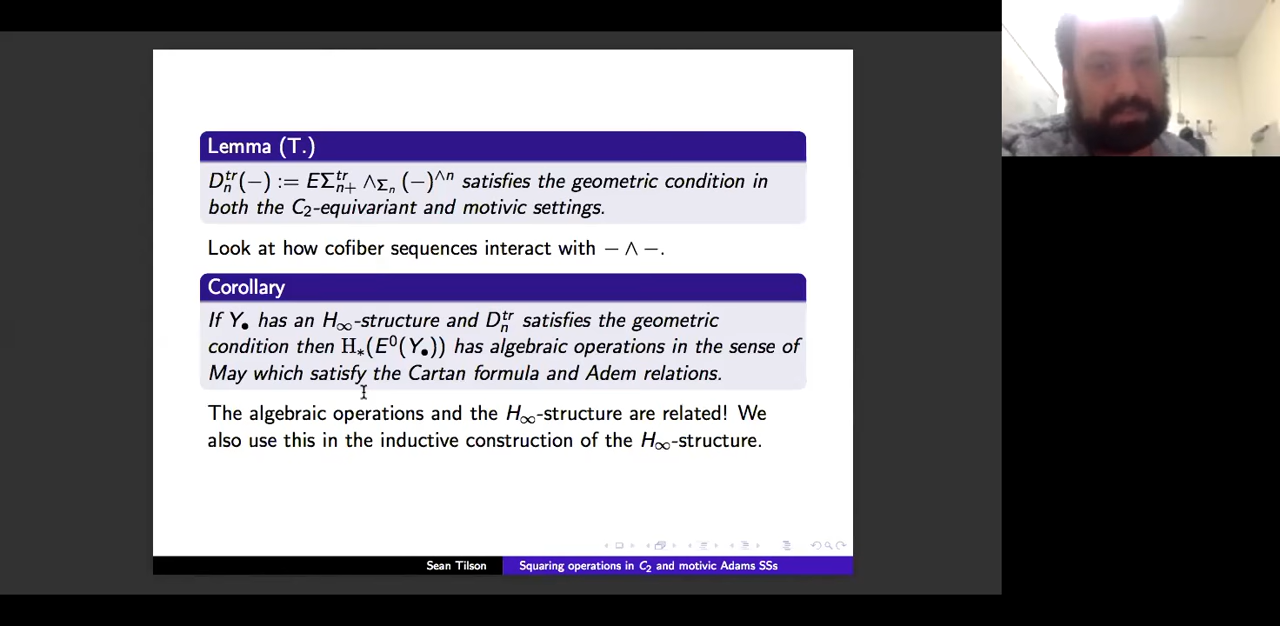 Lemma (T.)
D_n^{tr}(−) := EΣ_{n+}^{tr} ∧_{Σ_n} (−)^{∧n} satisfies the geometric condition in
both the C₂-equivariant and motivic settings.
Look at how cofiber sequences interact with − ∧ −.
Corollary
If Y_• has an H_∞-structure and D_n^{tr} satisfies the geometric
condition then H_*(E⁰(Y_•)) has algebraic operations in the sense of
May which satisfy the Cartan formula and Adem relations.
The algebraic operations and the H_∞-structure are related! We
also use this in the inductive construction of the H_∞-structure.
Sean Tilson
Squaring operations in C₂ and motivic Adams SSs